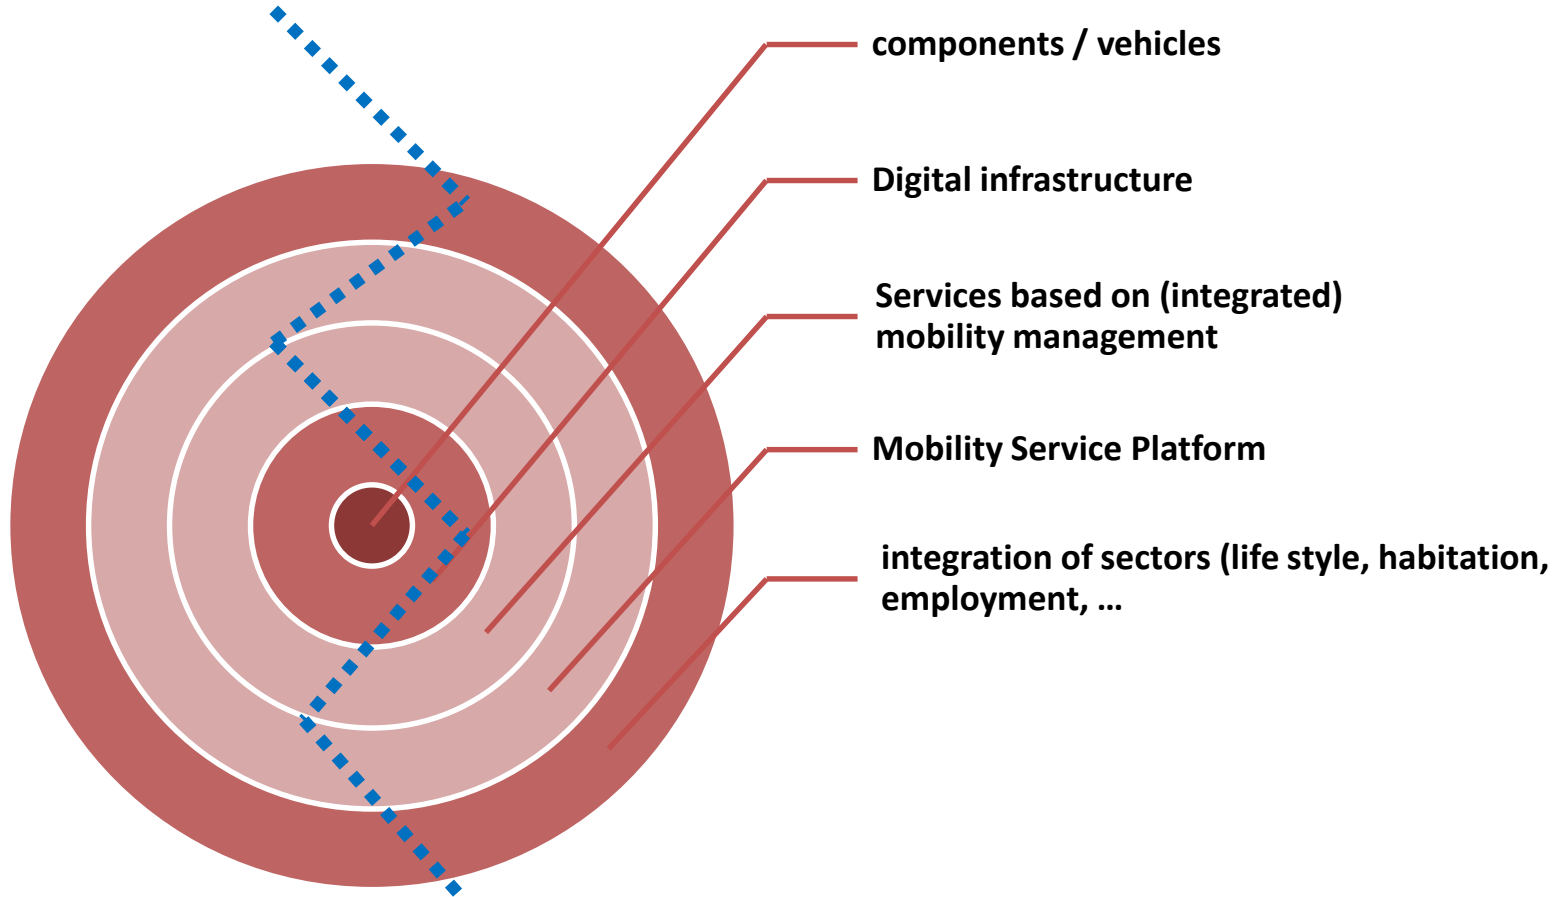 components / vehicles
Digital infrastructure
Services based on (integrated)
mobility management
Mobility Service Platform
integration of sectors (life style, habitation,
employment, ...